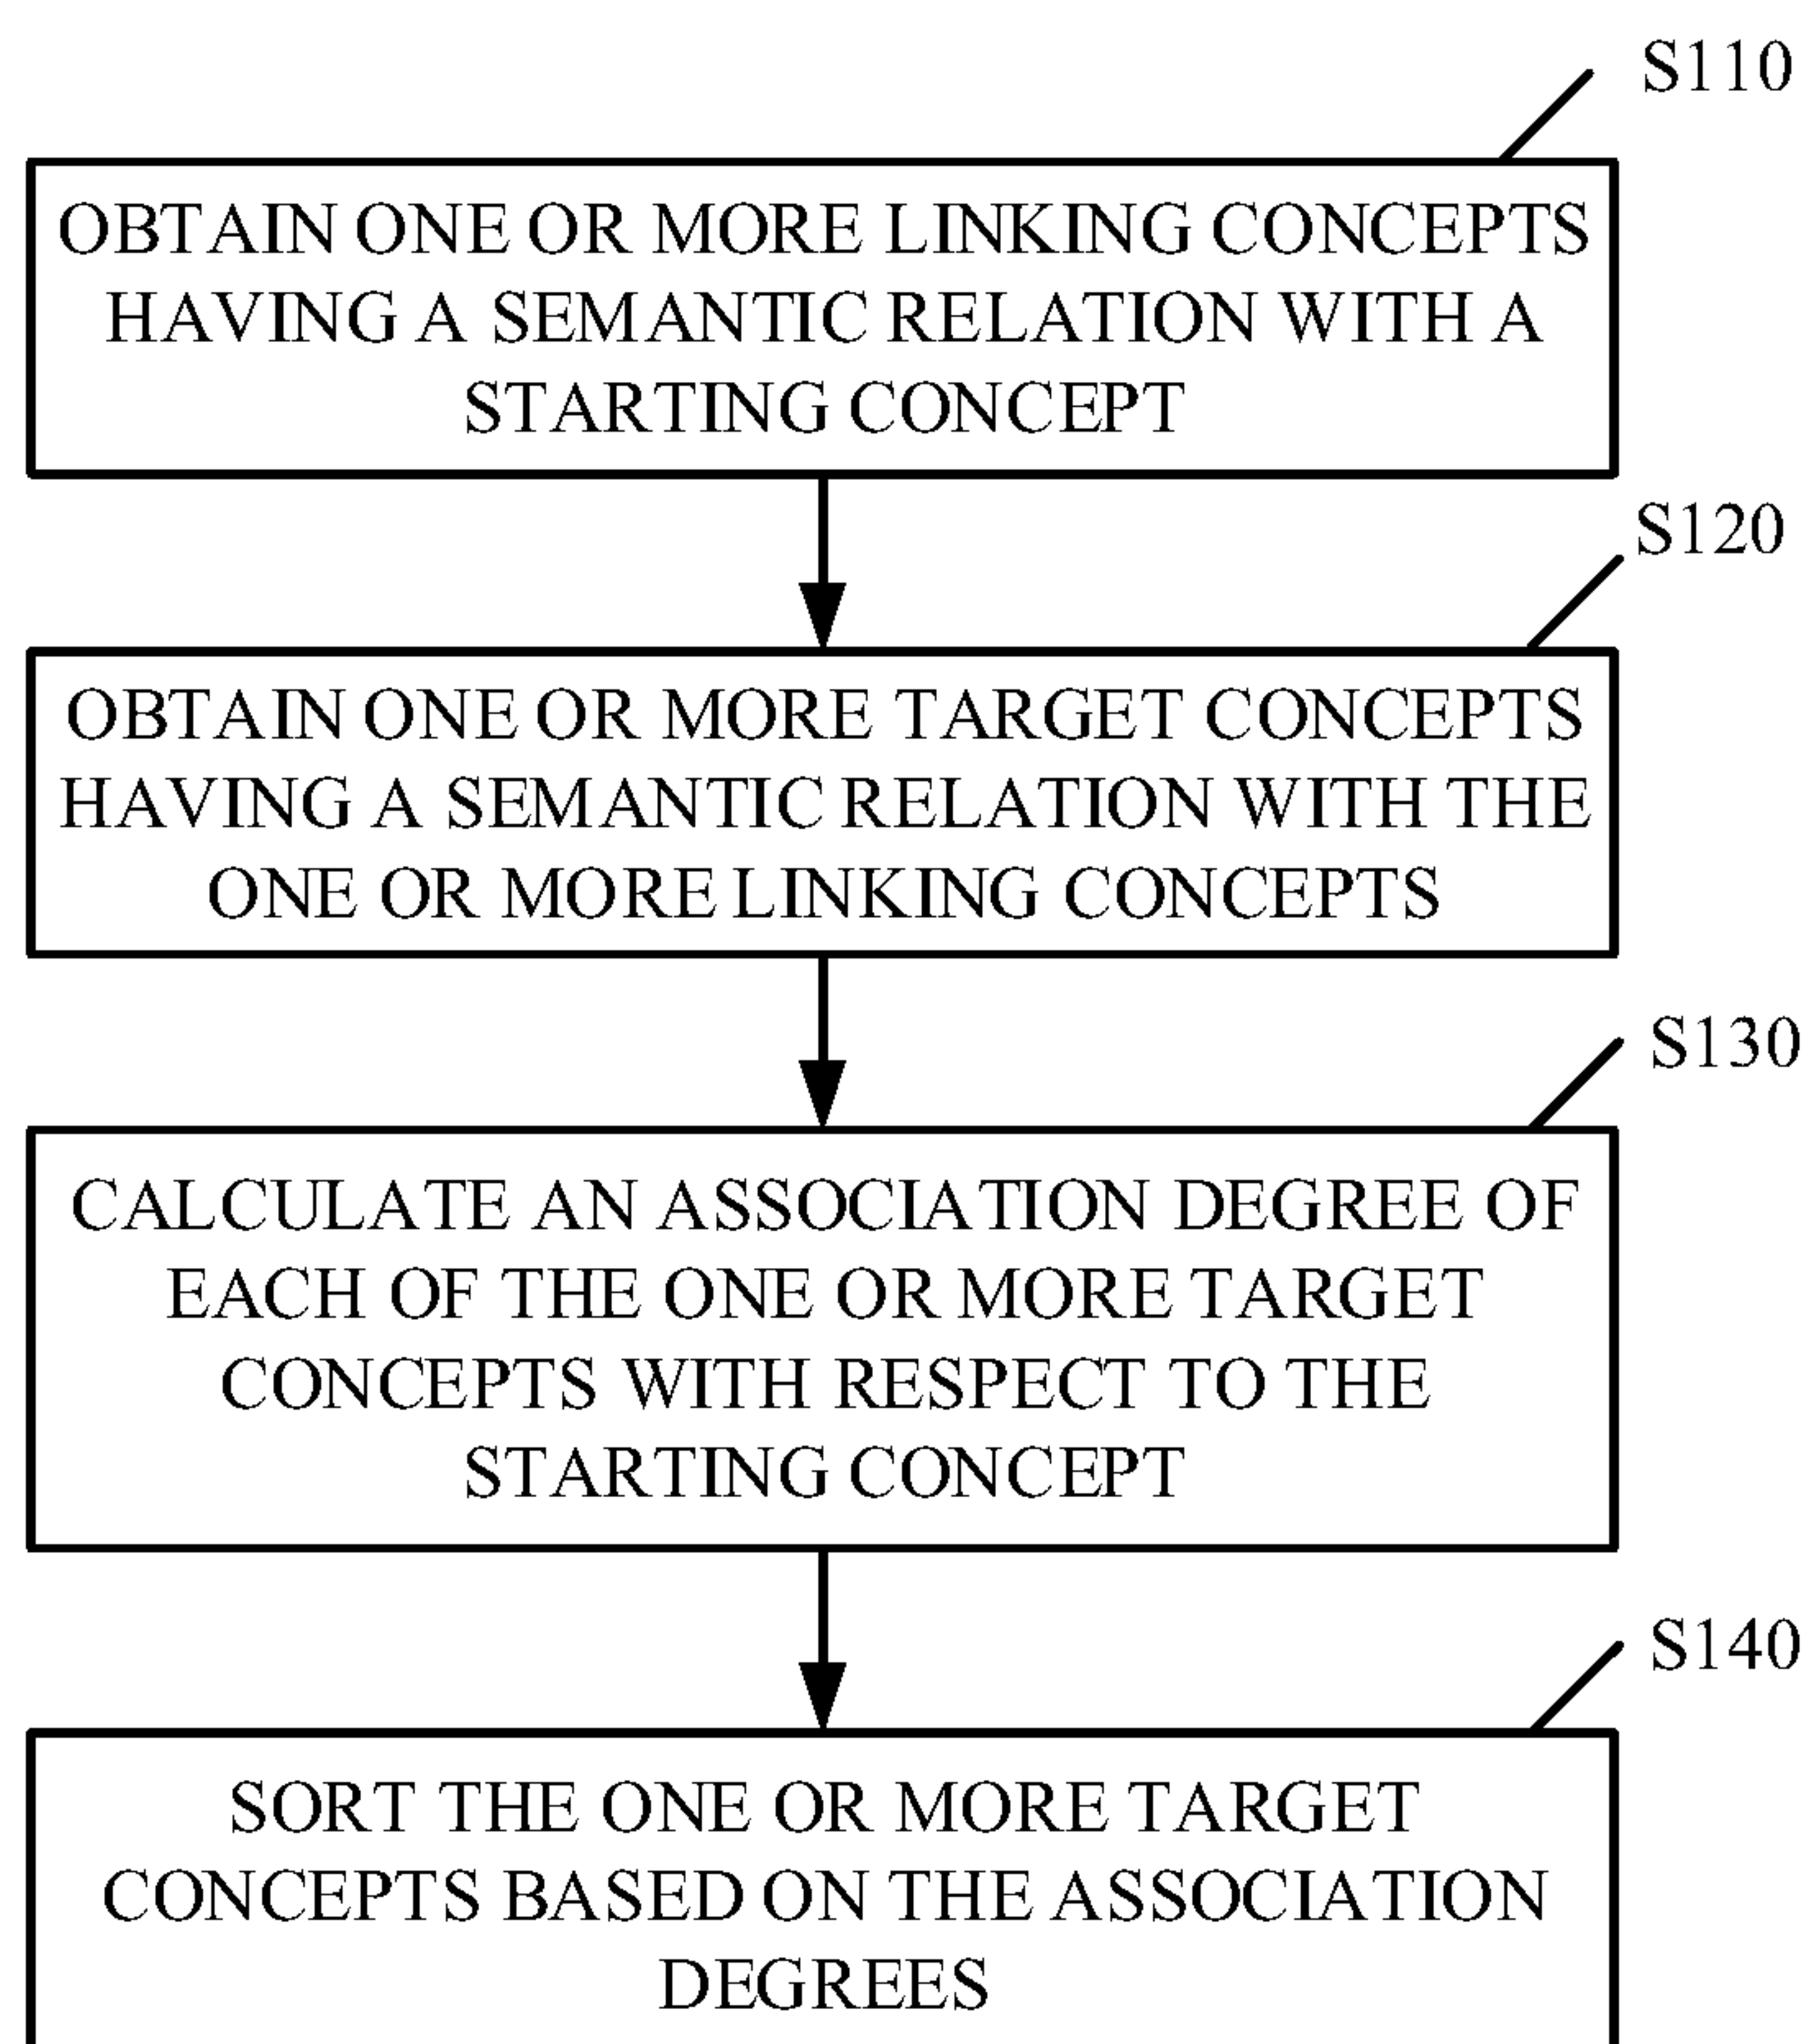 S110
OBTAIN ONE OR MORE LINKING CONCEPTS
HAVING A SEMANTIC RELATION WITH A
STARTING CONCEPT
S120
OBTAIN ONE OR MORE TARGET CONCEPTS
HAVING A SEMANTIC RELATION WITH THE
ONE OR MORE LINKING CONCEPTS
S130
CALCULATE AN ASSOCIATION DEGREE OF
EACH OF THE ONE OR MORE TARGET
CONCEPTS WITH RESPECT TO THE
STARTING CONCEPT
S140
SORT THE ONE OR MORE TARGET
CONCEPTS BASED ON THE ASSOCIATION
DEGREES